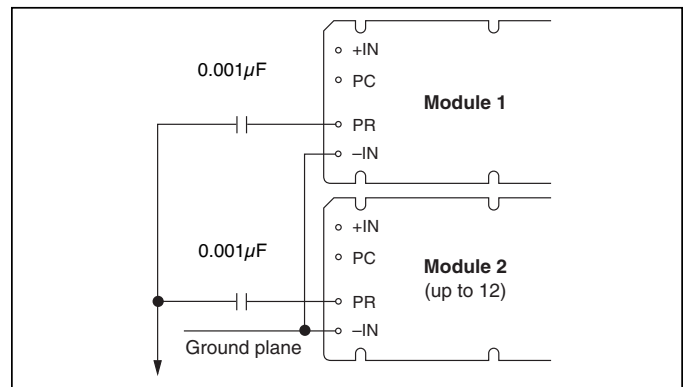 +IN
0.001µF
PC
Module 1
PR
–IN
+IN
0.001µF
PC
Module 2
(up to 12)
PR
–IN
Ground plane